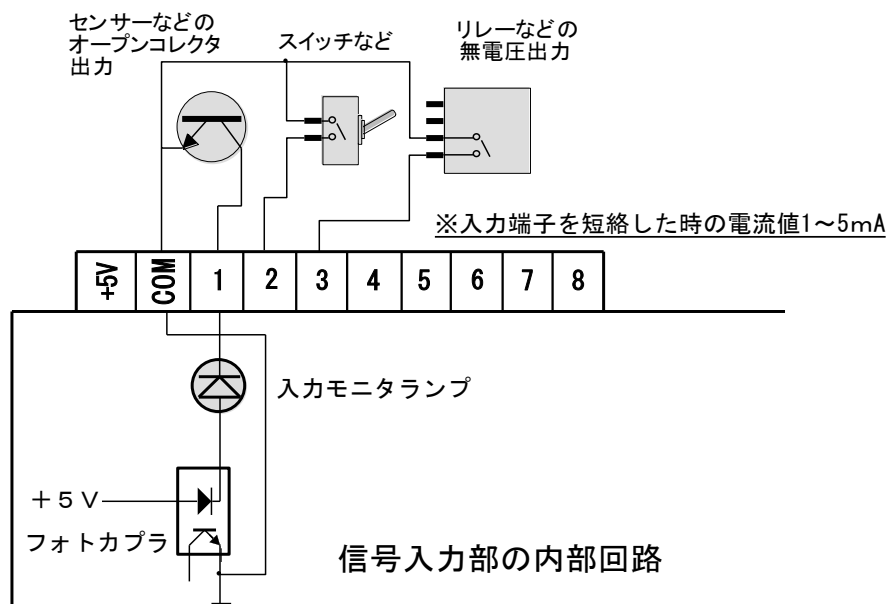 センサーなどの
オープンコレクタ
出力
スイッチなど
リレーなどの
無電圧出力
※入力端子を短絡した時の電流値1～5mA
+5V COM 1 2 3 4 5 6 7 8
入力モニタランプ
＋５Ｖ
フォトカプラ
信号入力部の内部回路